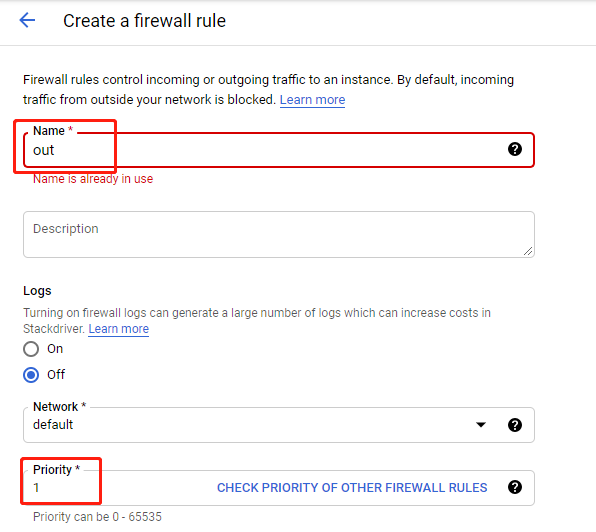 Create a firewall rule
Firewall rules control incoming or outgoing traffic to an instance. By default, incoming
traffic from outside your network is blocked. Learn more
Name *
out
Name is already in use
Description
Logs
Turning on firewall logs can generate a large number of logs which can increase costs in
Stackdriver. Learn more
On
Off
Network *
default
Priority *
1 CHECK PRIORITY OF OTHER FIREWALL RULES
Priority can be 0 - 65535